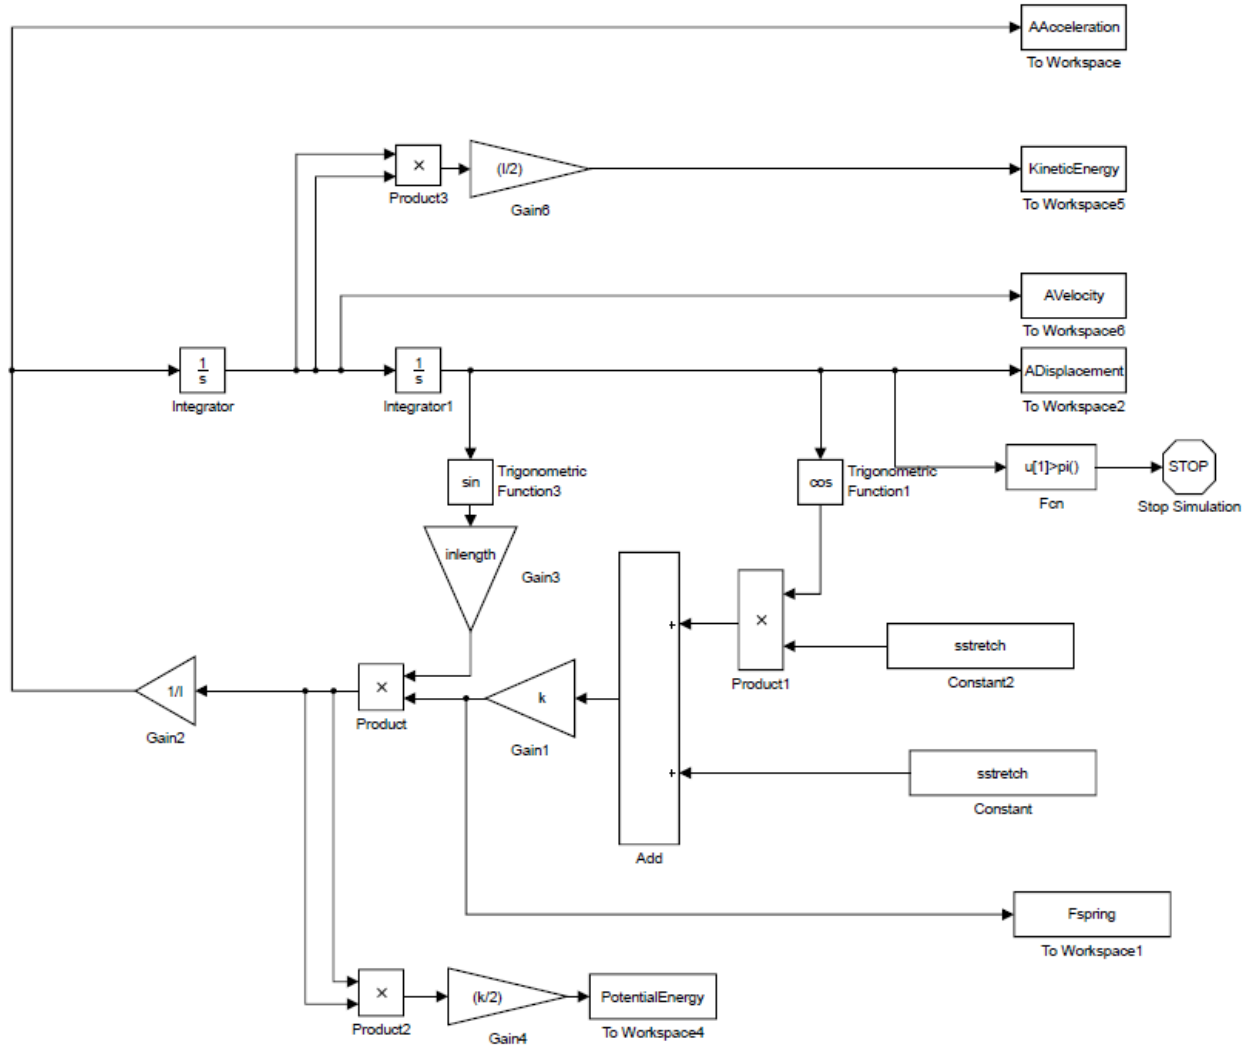 AAcceleration
To Workspace
×
(I/2)
KineticEnergy
Product3
Gain6
To Workspace5
AVelocity
To Workspace6
1
s
1
s
ADisplacement
Integrator
Integrator1
To Workspace2
sin
Trigonometric
Function3
cos
Trigonometric
Function1
u[1]>pi()
STOP
Fcn
Stop Simulation
inlength
Gain3
+
×
sstretch
Product1
Constant2
1/I
×
k
Gain2
Product
Gain1
+
sstretch
Constant
Add
Fspring
To Workspace1
×
(k/2)
PotentialEnergy
Product2
Gain4
To Workspace4